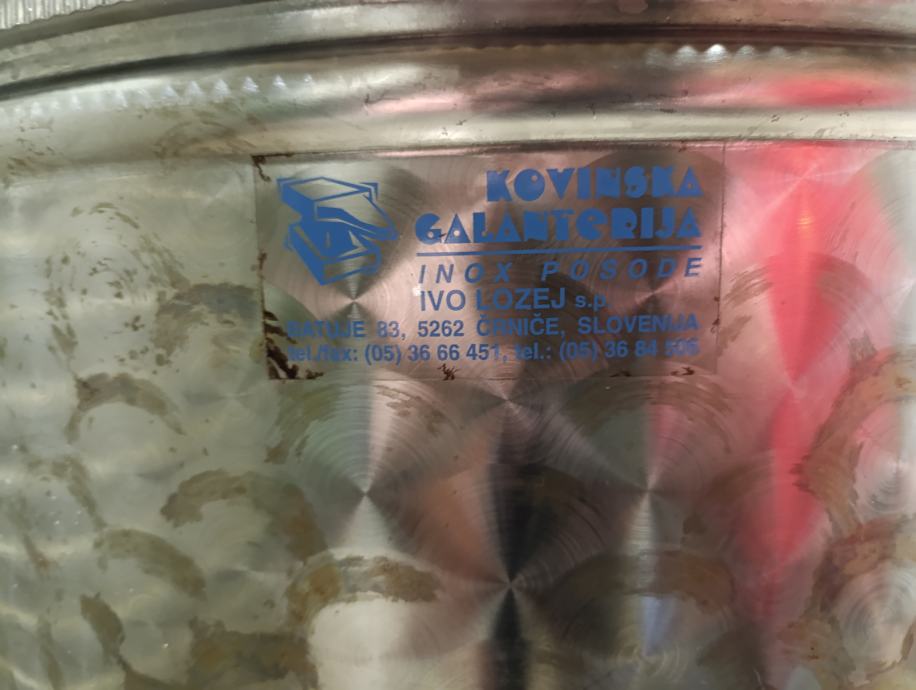 KOVINSKA
GALANTERIJA
INOX POSODE
IVO LOZEJ s.p.
BATUJE 83, 5262 ČRNIČE, SLOVENIJA
tel./fax: (05) 36 66 451, tel.: (05) 36 84